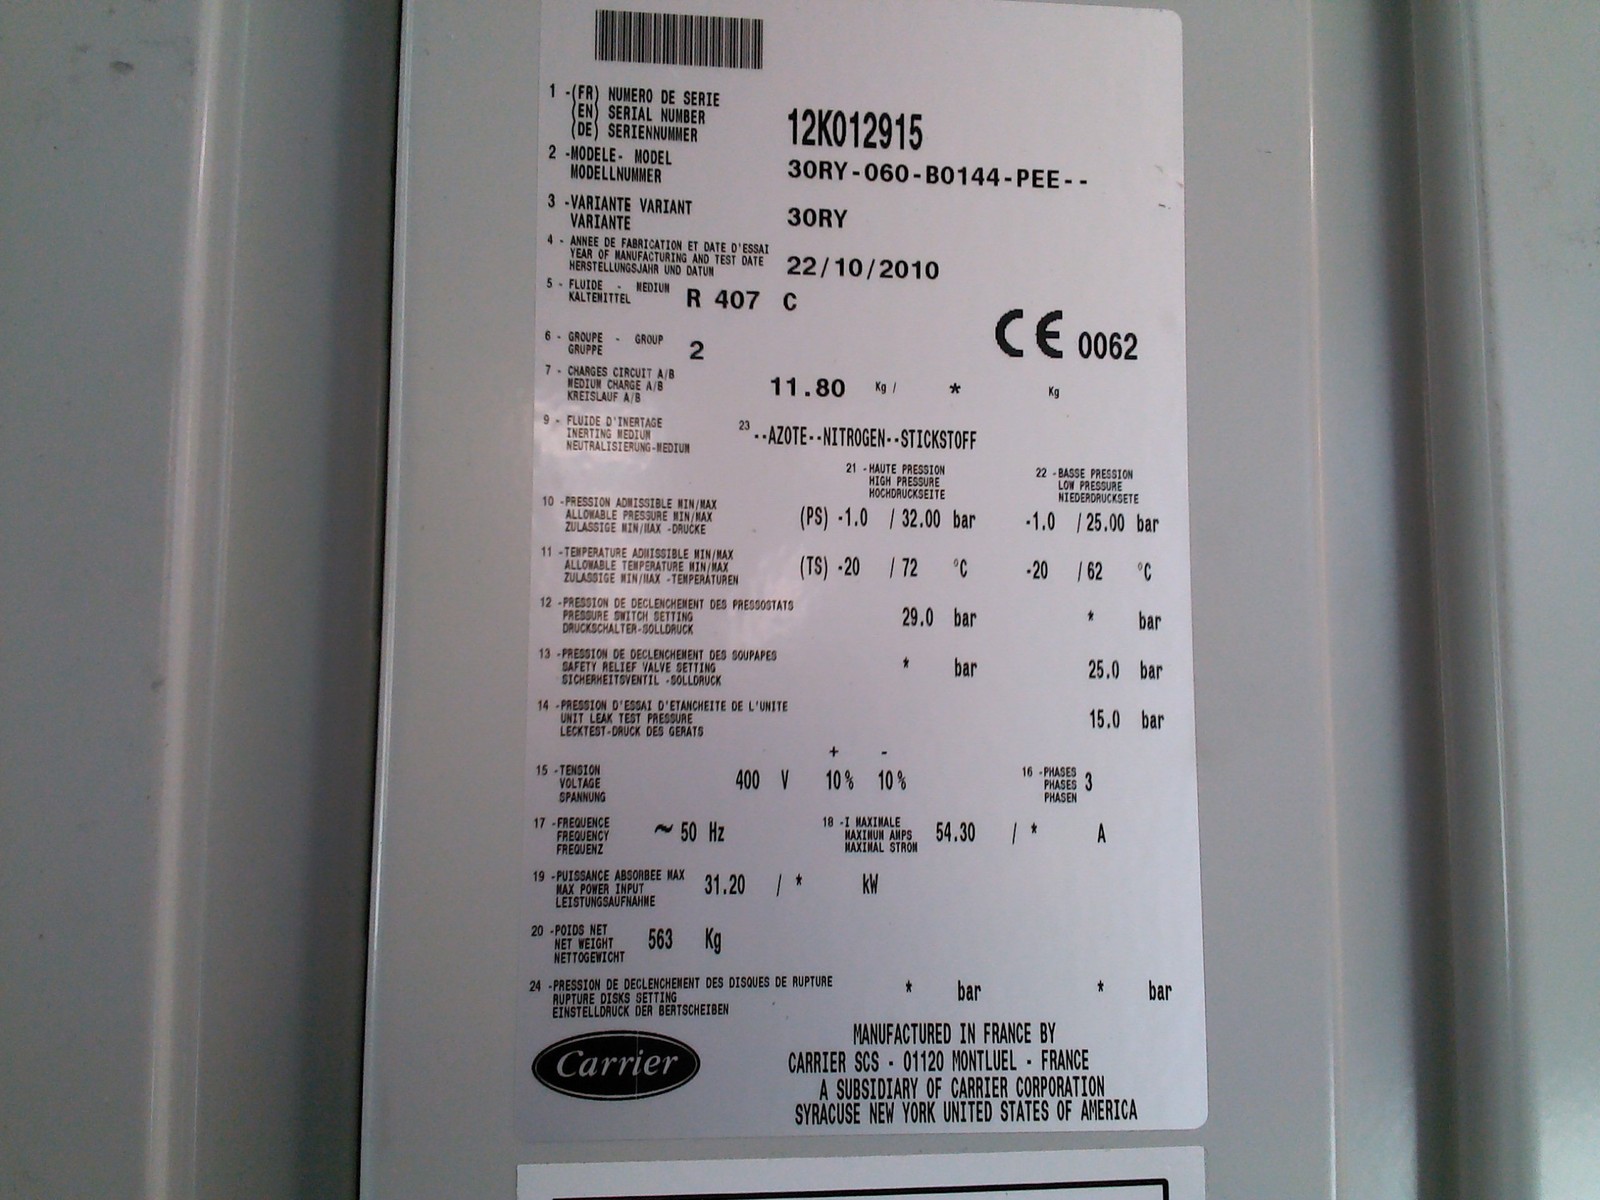 1 -(FR) NUMERO DE SERIE
(EN) SERIAL NUMBER
(DE) SERIENNUMMER
12K012915
2 -MODELE- MODEL
MODELLNUMMER
30RY-060-B0144-PEE--
3 -VARIANTE VARIANT
VARIANTE
30RY
4 - ANNEE DE FABRICATION ET DATE D'ESSAI
YEAR OF MANUFACTURING AND TEST DATE
HERSTELLUNGSJAHR UND DATUM
22/10/2010
5 - FLUIDE - MEDIUM
KALTEMITTEL
R 407 C
CE 0062
6 - GROUPE - GROUP
GRUPPE
2
7 - CHARGES CIRCUIT A/B
MEDIUM CHARGE A/B
KREISLAUF A/B
11.80 Kg / * Kg
9 - FLUIDE D'INERTAGE
INERTING MEDIUM
NEUTRALISIERUNG-MEDIUM
23 --AZOTE--NITROGEN--STICKSTOFF
21 -HAUTE PRESSION
HIGH PRESSURE
HOCHDRUCKSEITE
22 -BASSE PRESSION
LOW PRESSURE
NIEDERDRUCKSETE
10 -PRESSION ADMISSIBLE MIN/MAX
ALLOWABLE PRESSURE MIN/MAX
ZULASSIGE MIN/MAX -DRUCKE
(PS) -1.0 / 32.00 bar -1.0 / 25.00 bar
11 -TEMPERATURE ADMISSIBLE MIN/MAX
ALLOWABLE TEMPERATURE MIN/MAX
ZULASSIGE MIN/MAX -TEMPERATUREN
(TS) -20 / 72 °C -20 / 62 °C
12 -PRESSION DE DECLENCHEMENT DES PRESSOSTATS
PRESSURE SWITCH SETTING
DRUCKSCHALTER-SOLLDRUCK
29.0 bar * bar
13 -PRESSION DE DECLENCHEMENT DES SOUPAPES
SAFETY RELIEF VALVE SETTING
SICHERHEITSVENTIL -SOLLDRUCK
* bar 25.0 bar
14 -PRESSION D'ESSAI D'ETANCHEITE DE L'UNITE
UNIT LEAK TEST PRESSURE
LECKTEST-DRUCK DES GERATS
15.0 bar
+ -
15 -TENSION
VOLTAGE
SPANNUNG
400 V 10% 10%
16 -PHASES
PHASES
PHASEN
3
17 -FREQUENCE
FREQUENCY
FREQUENZ
~ 50 Hz
18 -I MAXIMALE
MAXIMUM AMPS
MAXIMAL STROM
54.30 / * A
19 -PUISSANCE ABSORBEE MAX
MAX POWER INPUT
LEISTUNGSAUFNAHME
31.20 / * kW
20 -POIDS NET
NET WEIGHT
NETTOGEWICHT
563 Kg
24 -PRESSION DE DECLENCHEMENT DES DISQUES DE RUPTURE
RUPTURE DISKS SETTING
EINSTELLDRUCK DER BERTSCHEIBEN
* bar * bar
Carrier
MANUFACTURED IN FRANCE BY
CARRIER SCS - 01120 MONTLUEL - FRANCE
A SUBSIDIARY OF CARRIER CORPORATION
SYRACUSE NEW YORK UNITED STATES OF AMERICA